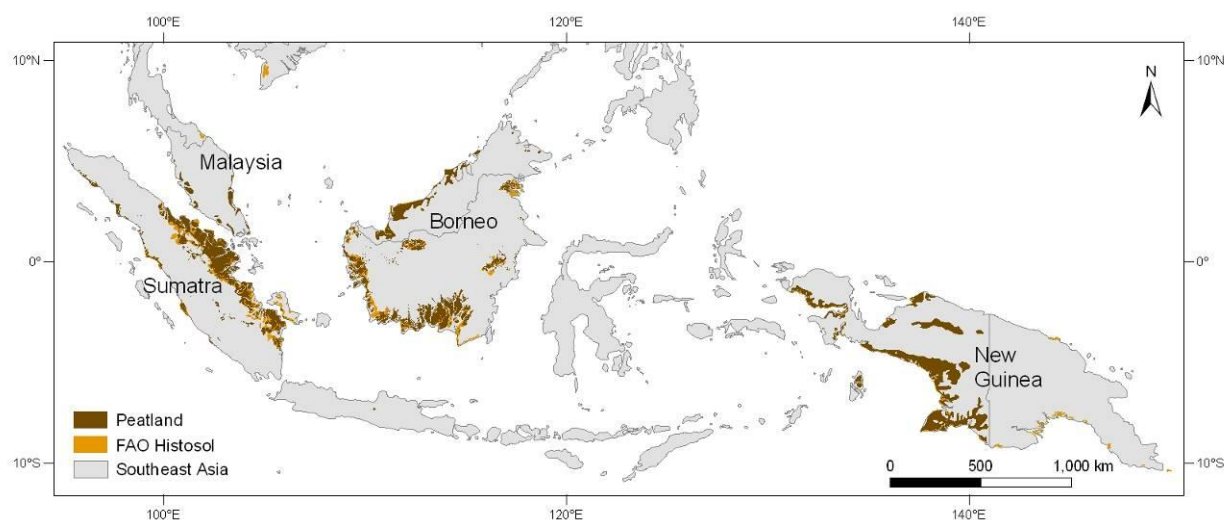 100°E 120°E 140°E
10°N 10°N
N
Malaysia
Borneo
0° 0°
Sumatra
New
Guinea
Peatland
FAO Histosol
Southeast Asia
0 500 1,000 km
10°S 10°S
100°E 120°E 140°E